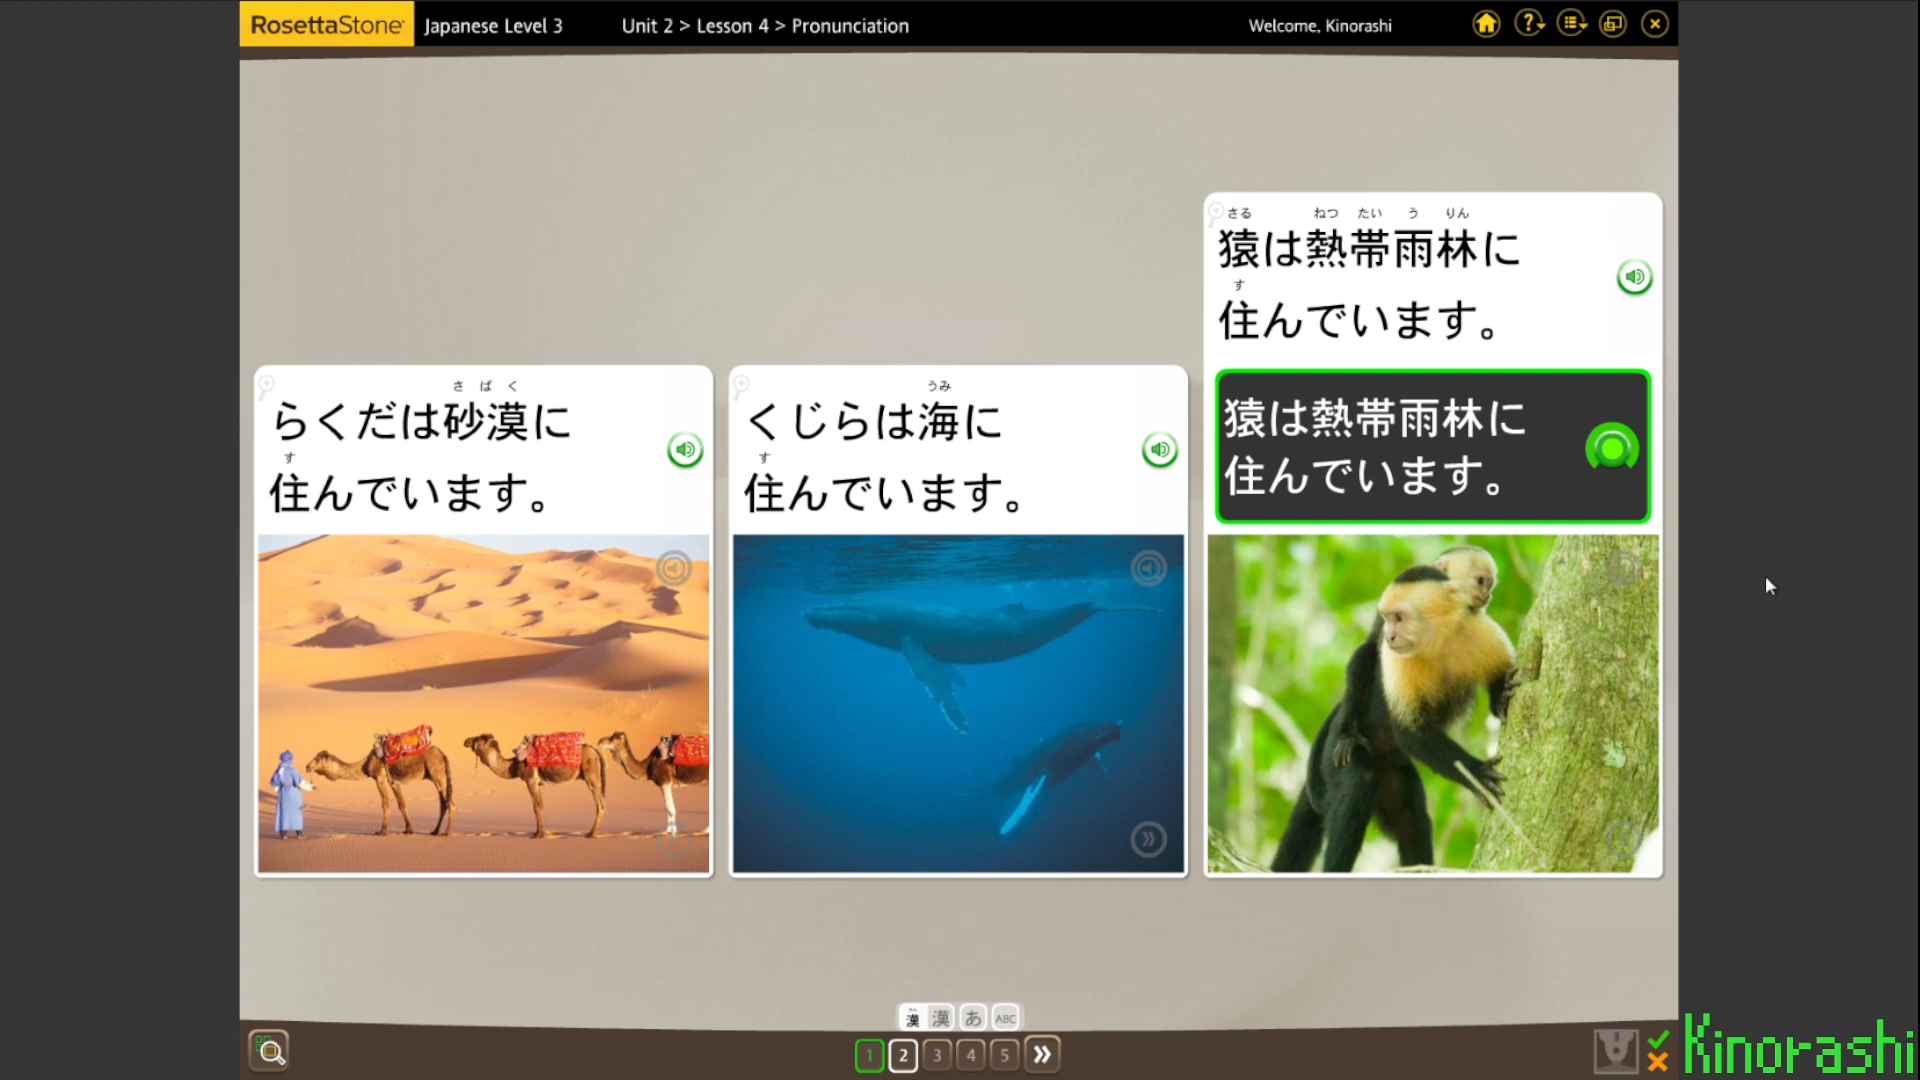 RosettaStone
Japanese Level 3
Unit 2 > Lesson 4 > Pronunciation
Welcome, Kinorashi
さばく
らくだは砂漠に
す
住んでいます。
うみ
くじらは海に
す
住んでいます。
さる ねつ たい う りん
猿は熱帯雨林に
す
住んでいます。
猿は熱帯雨林に
住んでいます。
漢 漢 あ ABC
1 2 3 4 5
Kinorashi